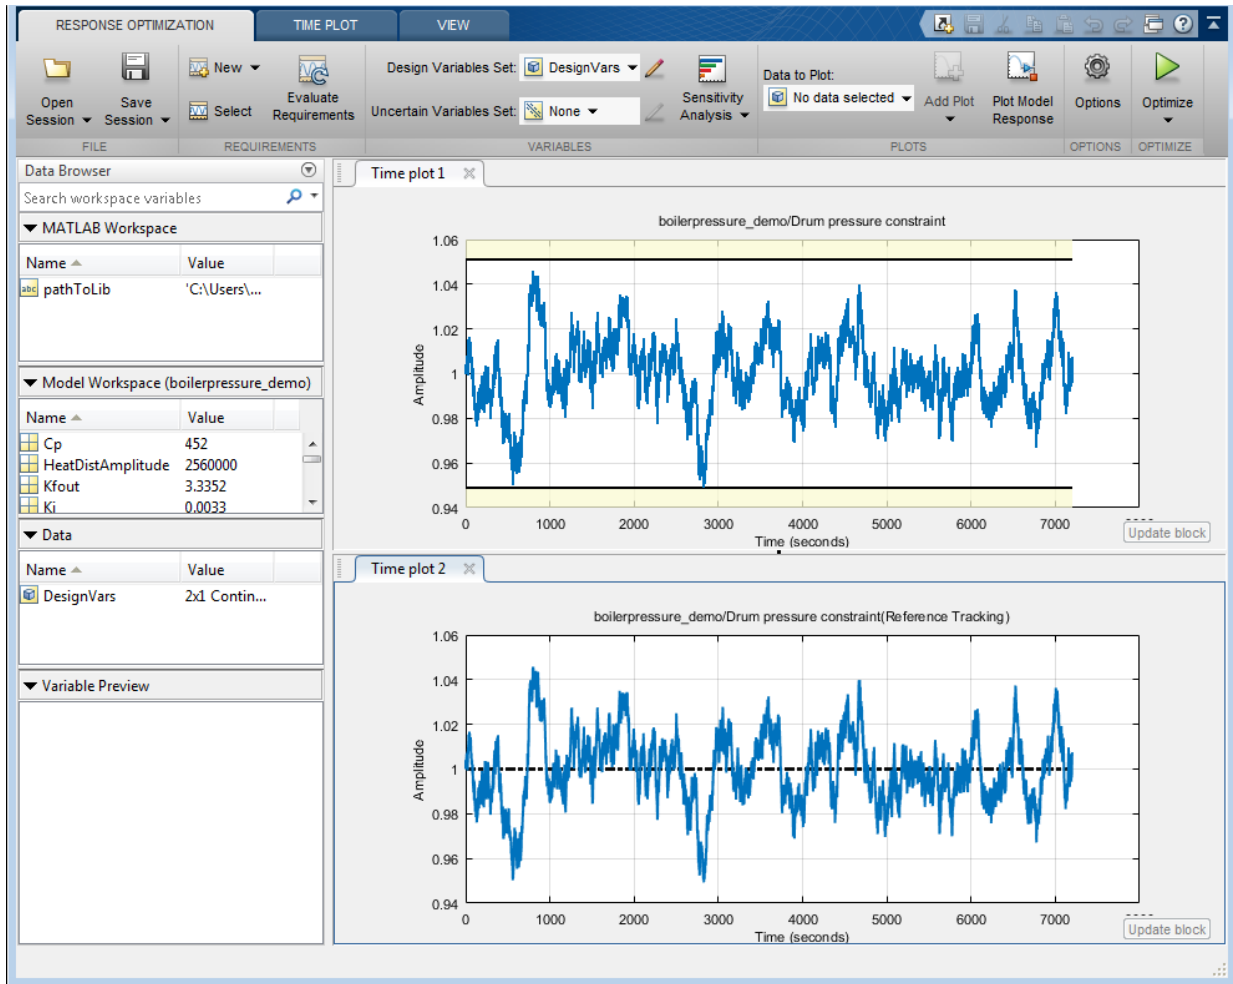 RESPONSE OPTIMIZATION TIME PLOT VIEW
New Design Variables Set: DesignVars Data to Plot:
Open Session Save Session Select Evaluate Requirements Uncertain Variables Set: None Sensitivity Analysis No data selected Add Plot Plot Model Response Options Optimize
FILE REQUIREMENTS VARIABLES PLOTS OPTIONS OPTIMIZE
Data Browser
Search workspace variables
MATLAB Workspace
Name Value
abc pathToLib 'C:\Users\...
Model Workspace (boilerpressure_demo)
Name Value
Cp 452
HeatDistAmplitude 2560000
Kfout 3.3352
Ki 0.0033
Data
Name Value
DesignVars 2x1 Contin...
Variable Preview
Time plot 1
boilerpressure_demo/Drum pressure constraint
Amplitude
1.06
1.04
1.02
1
0.98
0.96
0.94
0 1000 2000 3000 4000 5000 6000 7000
Time (seconds)
Update block
Time plot 2
boilerpressure_demo/Drum pressure constraint(Reference Tracking)
Amplitude
1.06
1.04
1.02
1
0.98
0.96
0.94
0 1000 2000 3000 4000 5000 6000 7000
Time (seconds)
Update block